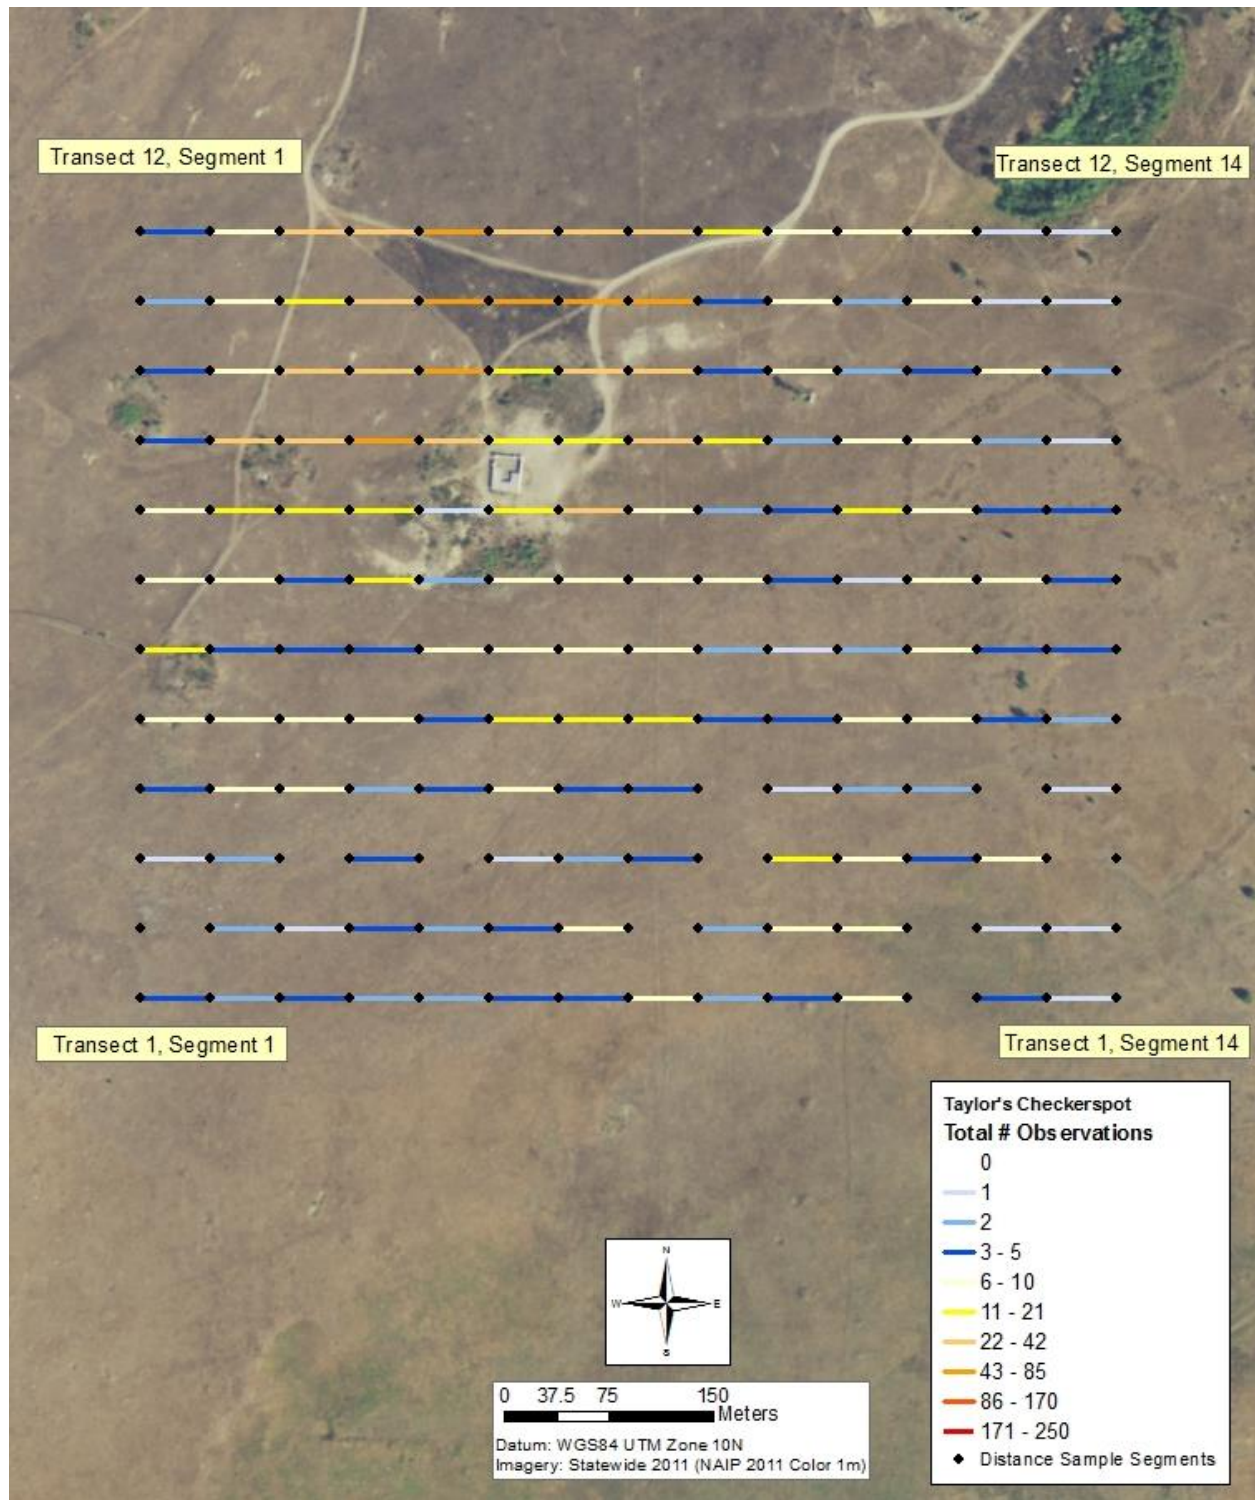 Transect 12, Segment 1
Transect 12, Segment 14
Transect 1, Segment 1
Transect 1, Segment 14
Taylor's Checkerspot
Total # Observations
0
1
2
3 - 5
6 - 10
11 - 21
22 - 42
43 - 85
86 - 170
171 - 250
Distance Sample Segments
N
W E
S
0 37.5 75 150
Meters
Datum: WGS84 UTM Zone 10N
Imagery: Statewide 2011 (NAIP 2011 Color 1m)